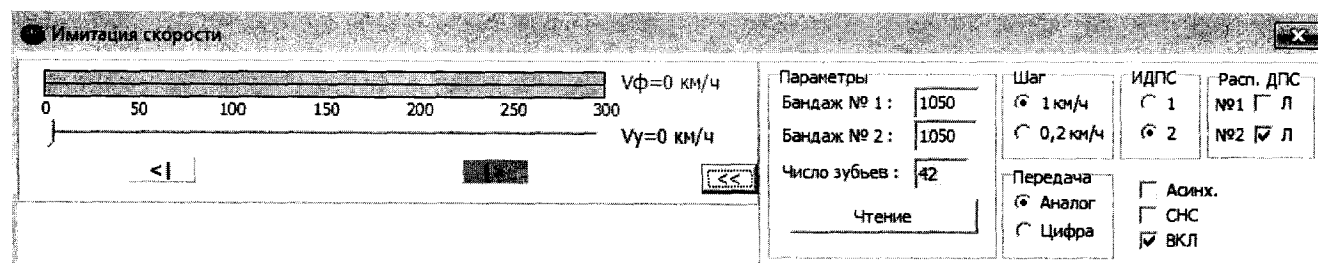 Имитация скорости
Vф=0 км/ч
0 50 100 150 200 250 300
Vу=0 км/ч
<|
<<
Параметры
Бандаж № 1 : 1050
Бандаж № 2 : 1050
Число зубьев : 42
Чтение
Шаг
1 км/ч
0,2 км/ч
ИДПС
1
2
Расп. ДПС
№1 Л
№2 Л
Передача
Аналог
Цифра
Асинх.
СНС
ВКЛ